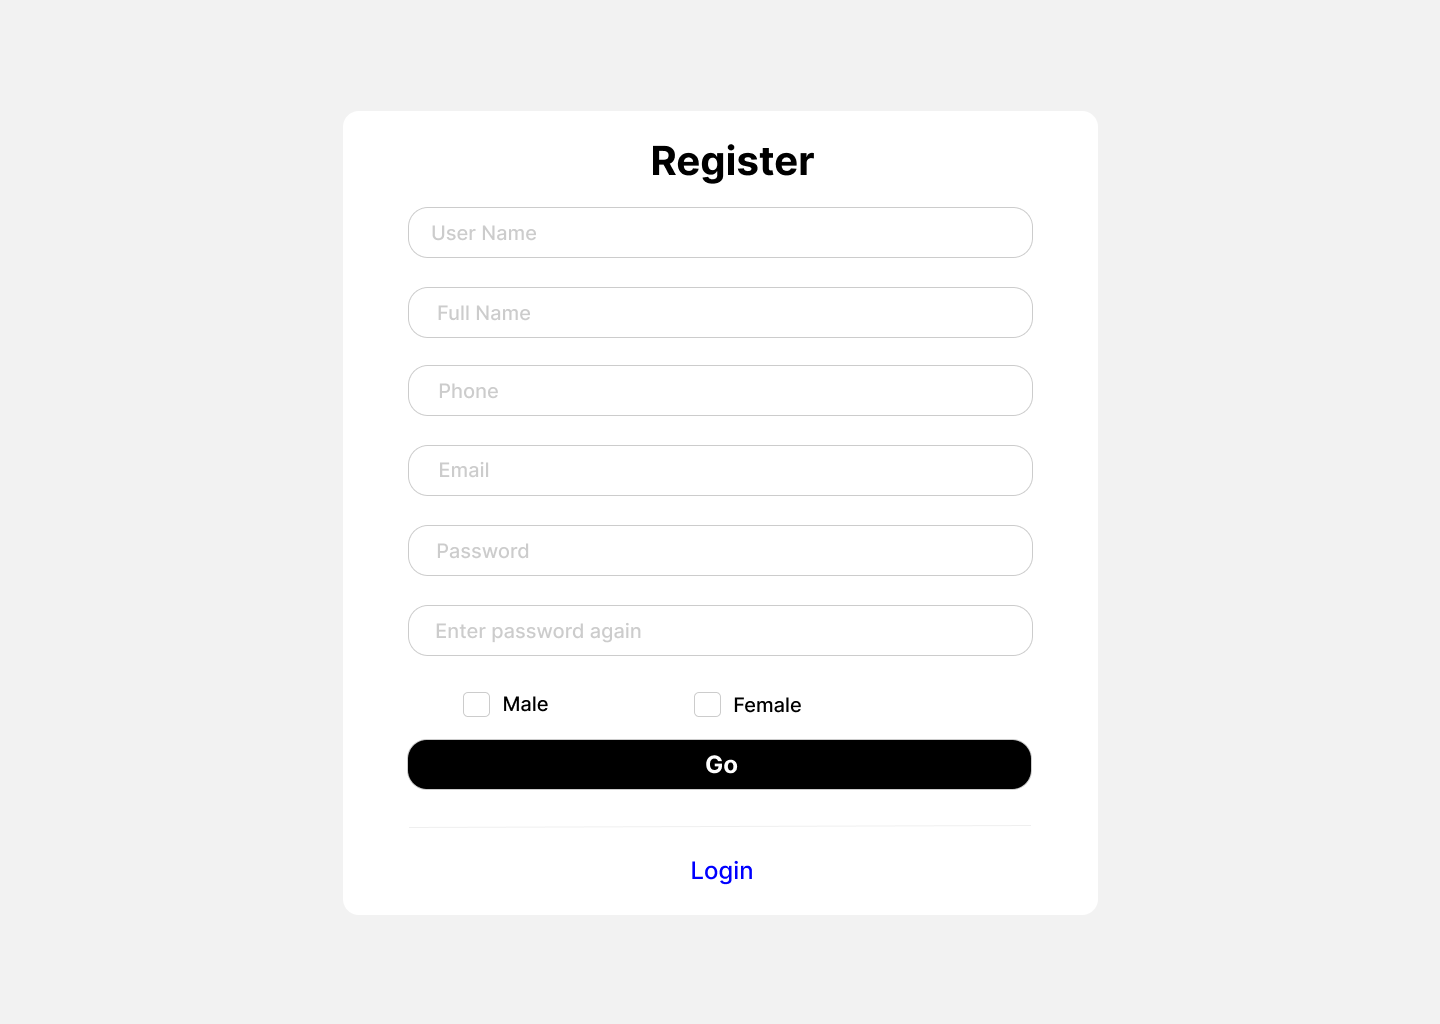 Register
User Name
Full Name
Phone
Email
Password
Enter password again
Male Female
Go
Login